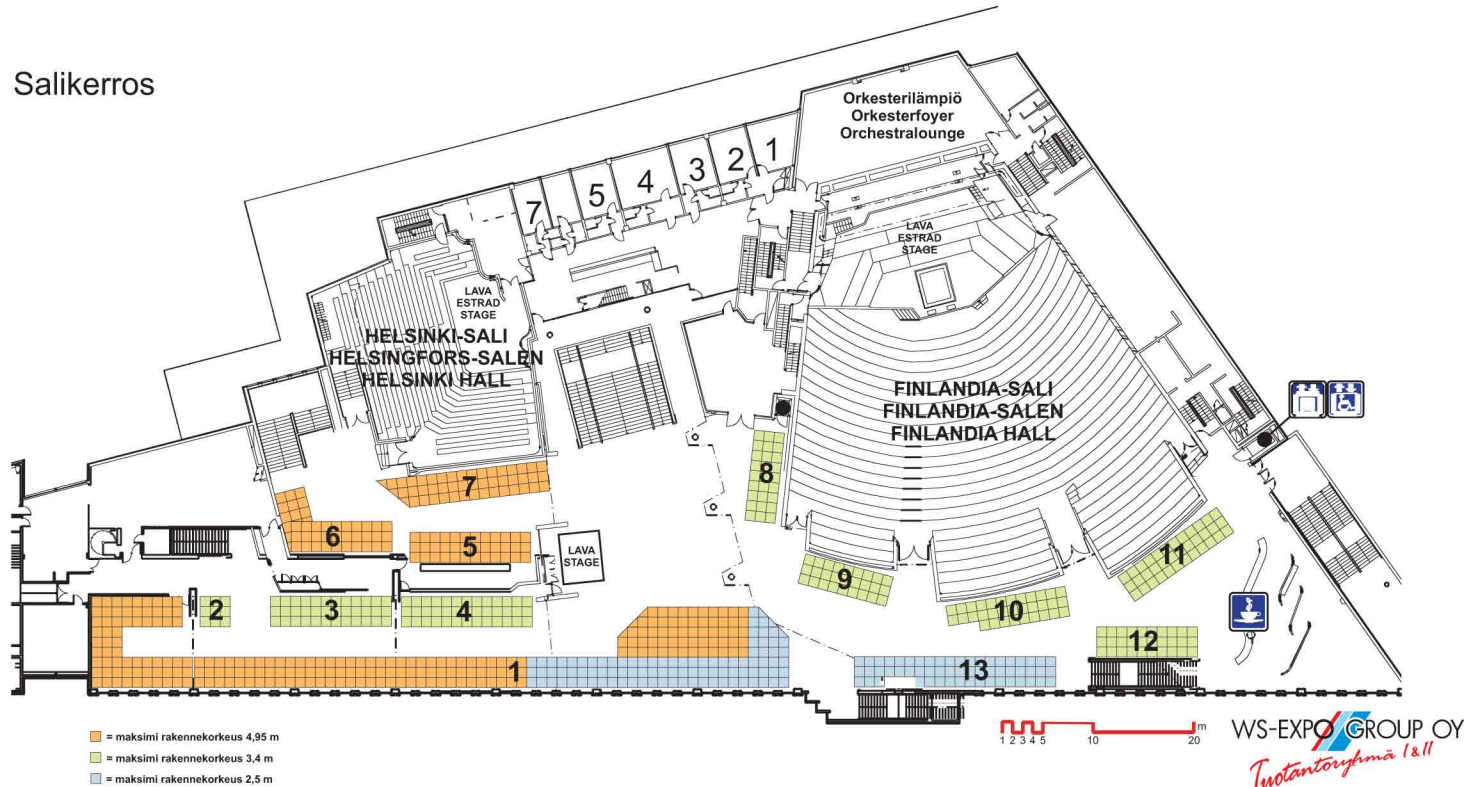 Salikerros
Orkesterilämpiö
Orkesterfoyer
Orchestralounge
1
2
3
4
5
7
LAVA
ESTRAD
STAGE
LAVA
ESTRAD
STAGE
HELSINKI-SALI
HELSINGFORS-SALEN
HELSINKI HALL
FINLANDIA-SALI
FINLANDIA-SALEN
FINLANDIA HALL
7
8
6
5
LAVA
STAGE
9
10
11
2
3
4
12
1
13
= maksimi rakennekorkeus 4,95 m
= maksimi rakennekorkeus 3,4 m
= maksimi rakennekorkeus 2,5 m
1 2 3 4 5 10 20 m
WS-EXPO GROUP OY
Tuotantoryhmä I & II